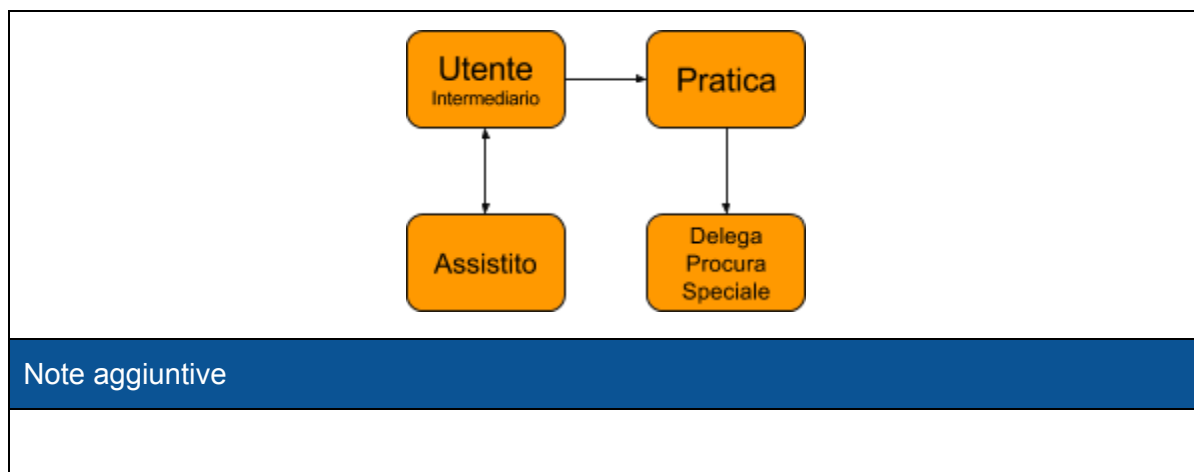 Utente
Intermediario
Pratica
Assistito
Delega
Procura
Speciale
Note aggiuntive